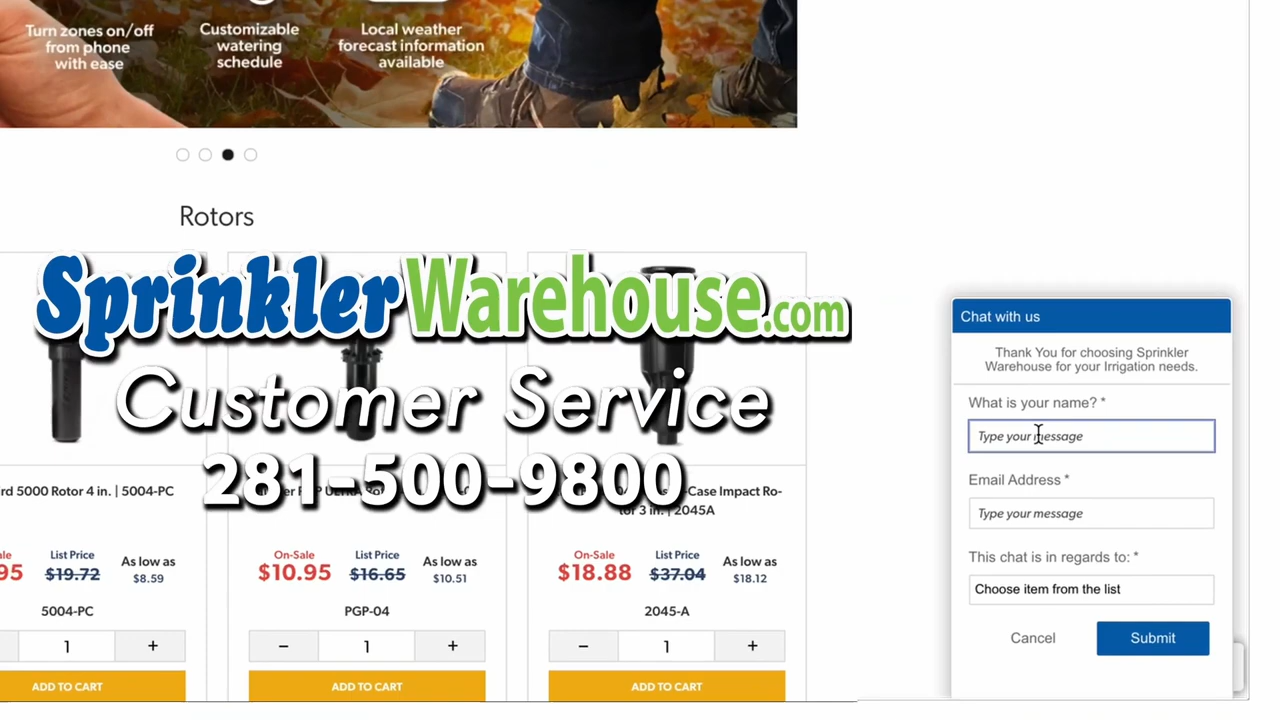 Turn zones on/off
from phone
with ease
Customizable
watering
schedule
Local weather
forecast information
available
Rotors
SprinklerWarehouse.com
Customer Service
281-500-9800
5000 Rotor 4 in. | 5004-PC
-Case Impact Ro-
3 in. | 2045A
List Price
$19.72
As low as
$8.59
5004-PC
1
+
ADD TO CART
On-Sale
$10.95
List Price
$16.65
As low as
$10.51
PGP-04
−
1
+
ADD TO CART
On-Sale
$18.88
List Price
$37.04
As low as
$18.12
2045-A
−
1
+
ADD TO CART
Chat with us
Thank You for choosing Sprinkler
Warehouse for your Irrigation needs.
What is your name? *
Type your message
Email Address *
Type your message
This chat is in regards to: *
Choose item from the list
Cancel
Submit